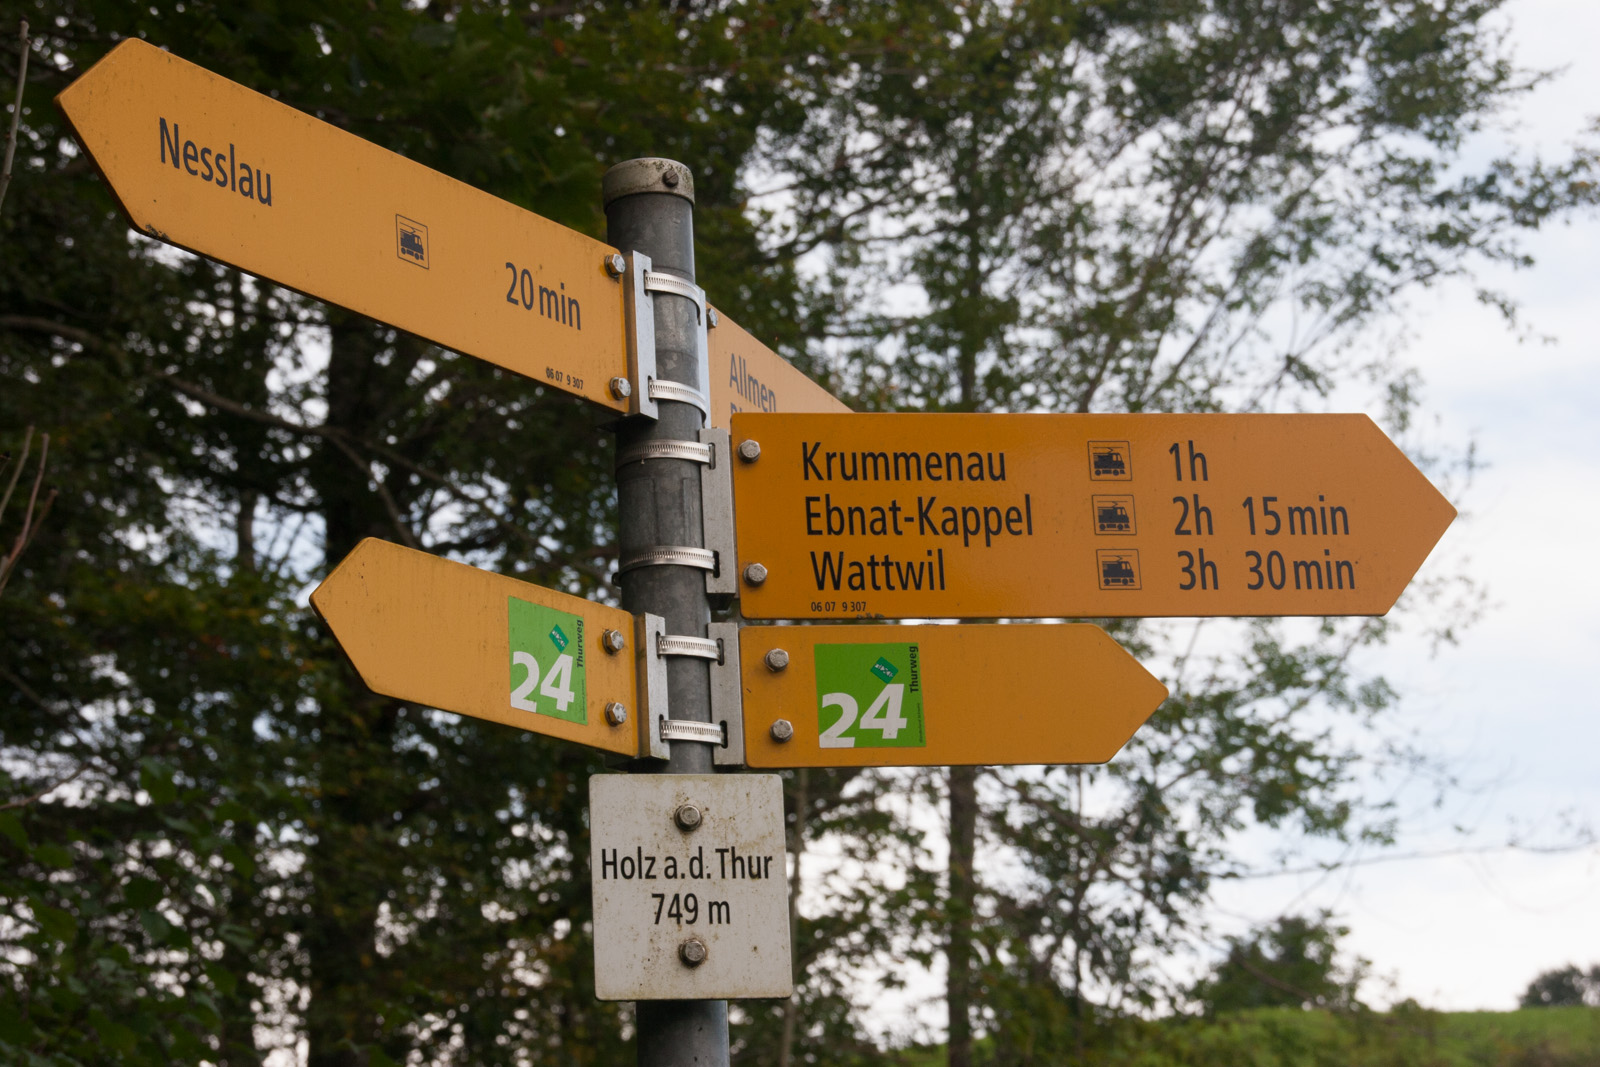 Nesslau
20 min
06 07 9 307
Allmen
Krummenau 1h
Ebnat-Kappel 2h 15 min
Wattwil 3h 30 min
06 07 9 307
24
Thurweg
24
Thurweg
Holz a.d. Thur
749 m